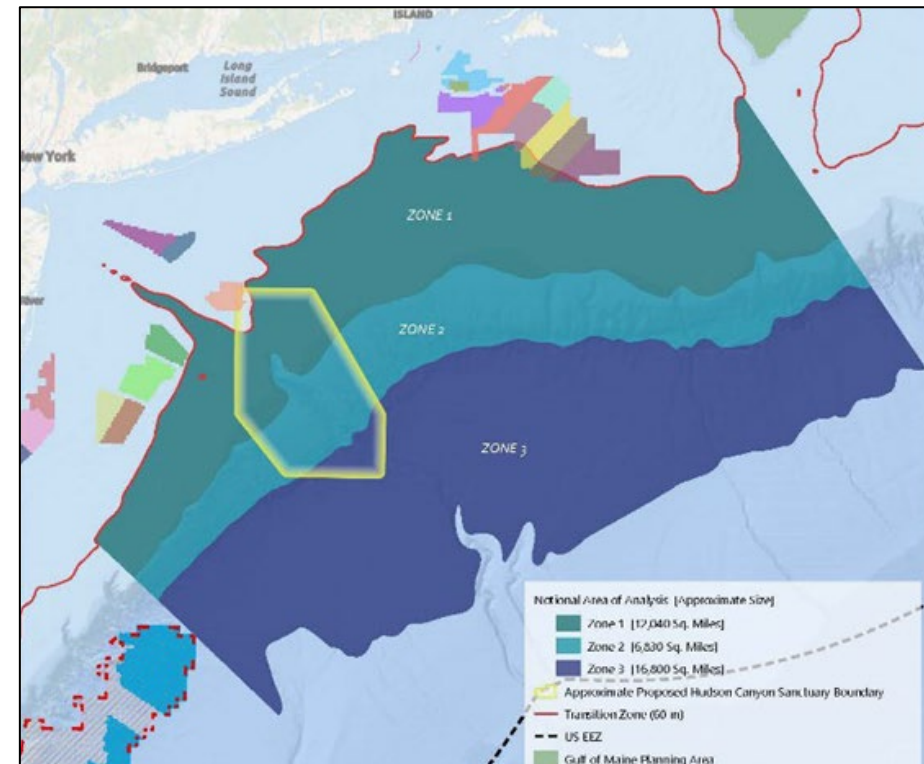 ISLAND
Bridgeport
Long
Island
Sound
ew York
River
ZONE 1
ZONE 2
ZONE 3
Notional Area of Analysis [Approximate Size]
Zone 1 [12,040 Sq. Miles]
Zone 2 [6,830 Sq. Miles]
Zone 3 [16,800 Sq. Miles]
Approximate Proposed Hudson Canyon Sanctuary Boundary
Transition Zone (60 m)
US EEZ
Gulf of Maine Planning Area